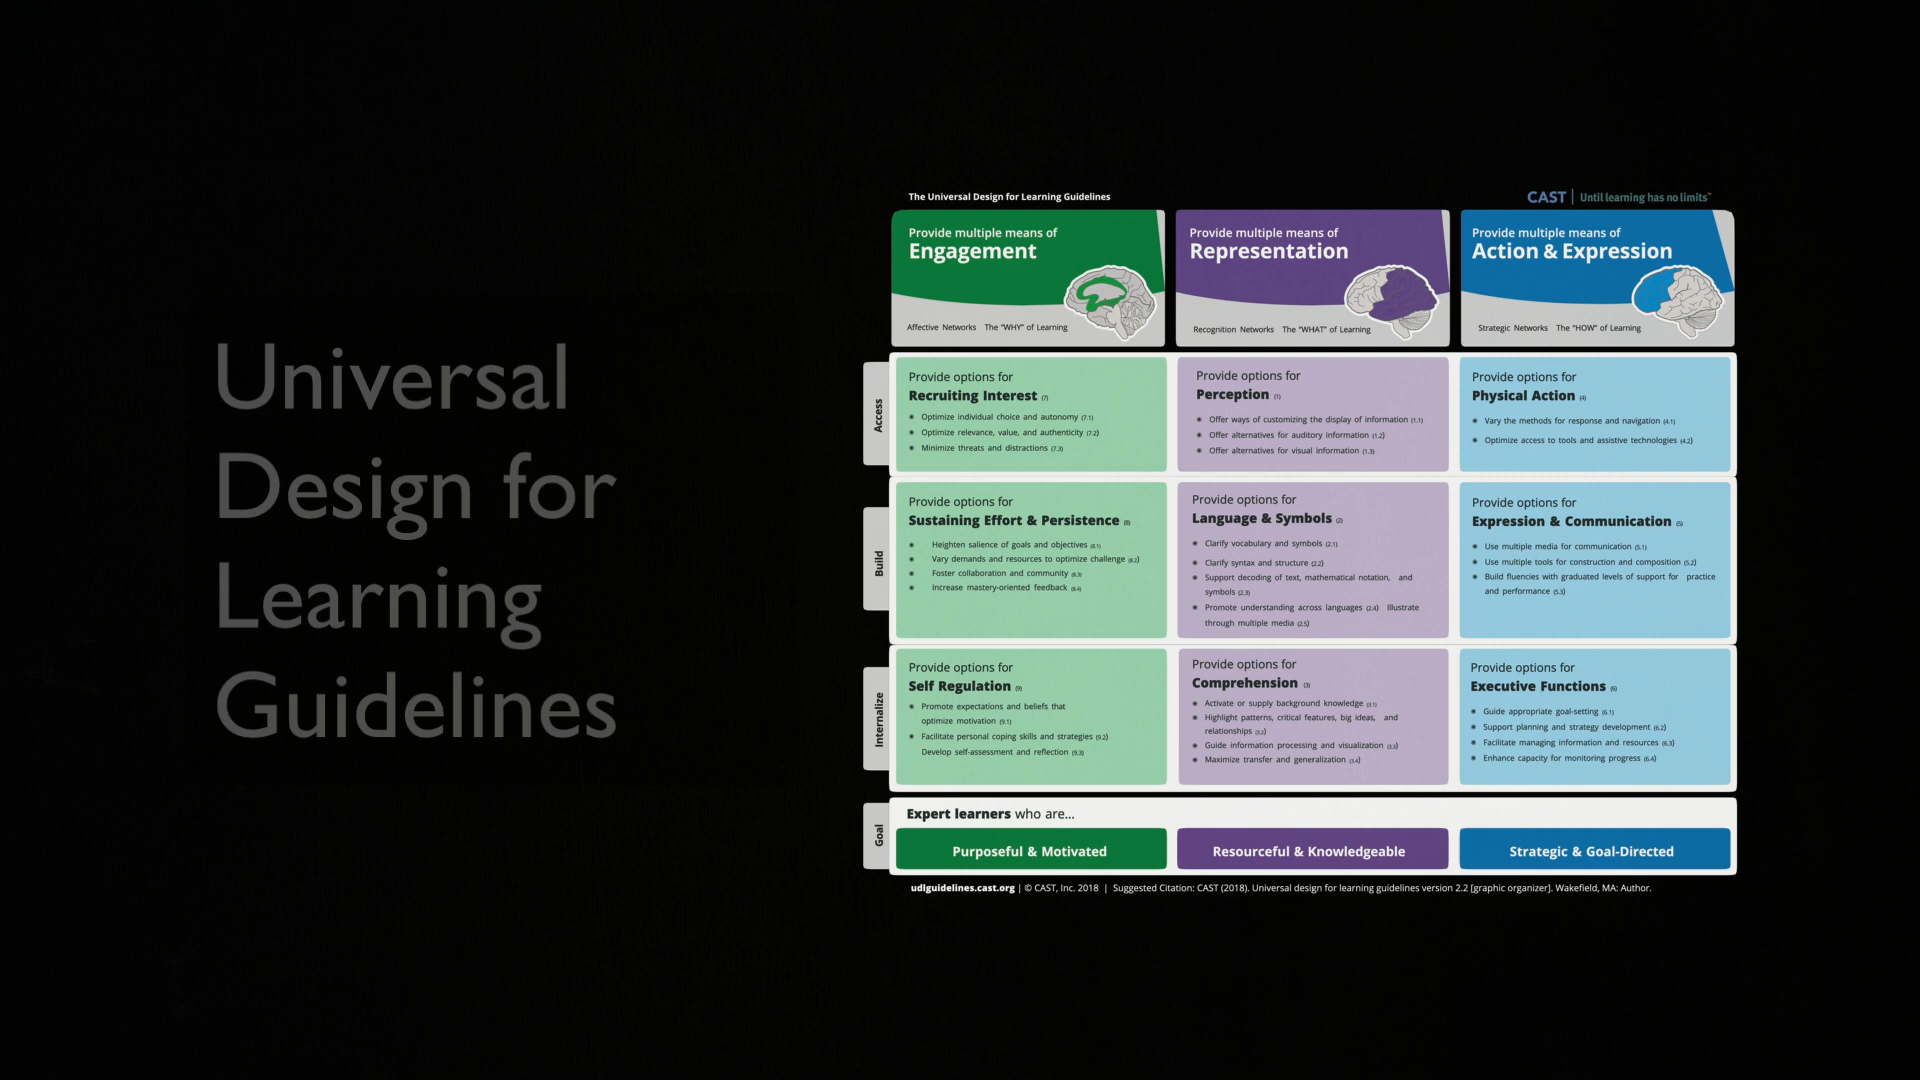 Universal
Design for
Learning
Guidelines
The Universal Design for Learning Guidelines
CAST | Until learning has no limits™
Provide multiple means of
Engagement
Affective Networks The "WHY" of Learning
Provide multiple means of
Representation
Recognition Networks The "WHAT" of Learning
Provide multiple means of
Action & Expression
Strategic Networks The "HOW" of Learning
Access
Provide options for
Recruiting Interest (7)
• Optimize individual choice and autonomy (7.1)
• Optimize relevance, value, and authenticity (7.2)
• Minimize threats and distractions (7.3)
Provide options for
Perception (1)
• Offer ways of customizing the display of information (1.1)
• Offer alternatives for auditory information (1.2)
• Offer alternatives for visual information (1.3)
Provide options for
Physical Action (4)
• Vary the methods for response and navigation (4.1)
• Optimize access to tools and assistive technologies (4.2)
Build
Provide options for
Sustaining Effort & Persistence (8)
• Heighten salience of goals and objectives (8.1)
• Vary demands and resources to optimize challenge (8.2)
• Foster collaboration and community (8.3)
• Increase mastery-oriented feedback (8.4)
Provide options for
Language & Symbols (2)
• Clarify vocabulary and symbols (2.1)
• Clarify syntax and structure (2.2)
• Support decoding of text, mathematical notation, and
symbols (2.3)
• Promote understanding across languages (2.4) Illustrate
through multiple media (2.5)
Provide options for
Expression & Communication (5)
• Use multiple media for communication (5.1)
• Use multiple tools for construction and composition (5.2)
• Build fluencies with graduated levels of support for practice
and performance (5.3)
Internalize
Provide options for
Self Regulation (9)
• Promote expectations and beliefs that
optimize motivation (9.1)
• Facilitate personal coping skills and strategies (9.2)
Develop self-assessment and reflection (9.3)
Provide options for
Comprehension (3)
• Activate or supply background knowledge (3.1)
• Highlight patterns, critical features, big ideas, and
relationships (3.2)
• Guide information processing and visualization (3.3)
• Maximize transfer and generalization (3.4)
Provide options for
Executive Functions (6)
• Guide appropriate goal-setting (6.1)
• Support planning and strategy development (6.2)
• Facilitate managing information and resources (6.3)
• Enhance capacity for monitoring progress (6.4)
Goal
Expert learners who are...
Purposeful & Motivated
Resourceful & Knowledgeable
Strategic & Goal-Directed
udlguidelines.cast.org | © CAST, Inc. 2018 | Suggested Citation: CAST (2018). Universal design for learning guidelines version 2.2 [graphic organizer]. Wakefield, MA: Author.